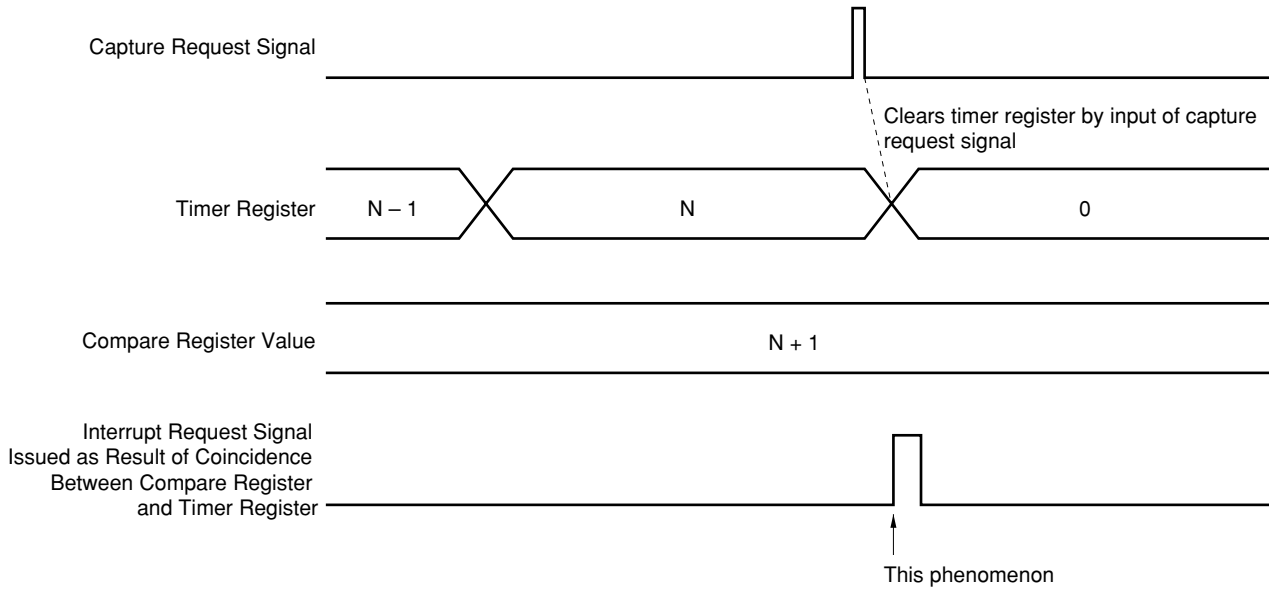 Capture Request Signal
Clears timer register by input of capture
request signal
Timer Register
N – 1
N
0
Compare Register Value
N + 1
Interrupt Request Signal
Issued as Result of Coincidence
Between Compare Register
and Timer Register
This phenomenon